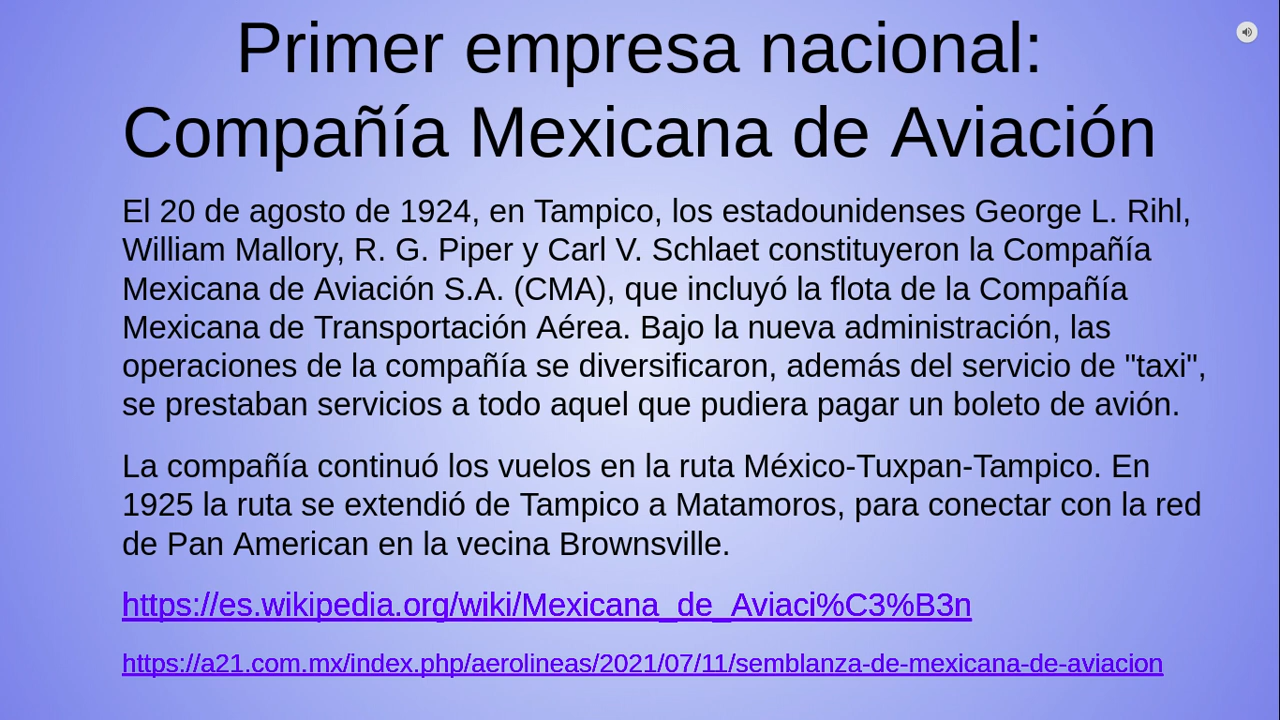 Primer empresa nacional:
Compañía Mexicana de Aviación
El 20 de agosto de 1924, en Tampico, los estadounidenses George L. Rihl,
William Mallory, R. G. Piper y Carl V. Schlaet constituyeron la Compañía
Mexicana de Aviación S.A. (CMA), que incluyó la flota de la Compañía
Mexicana de Transportación Aérea. Bajo la nueva administración, las
operaciones de la compañía se diversificaron, además del servicio de "taxi",
se prestaban servicios a todo aquel que pudiera pagar un boleto de avión.
La compañía continuó los vuelos en la ruta México-Tuxpan-Tampico. En
1925 la ruta se extendió de Tampico a Matamoros, para conectar con la red
de Pan American en la vecina Brownsville.
https://es.wikipedia.org/wiki/Mexicana_de_Aviaci%C3%B3n
https://a21.com.mx/index.php/aerolineas/2021/07/11/semblanza-de-mexicana-de-aviacion